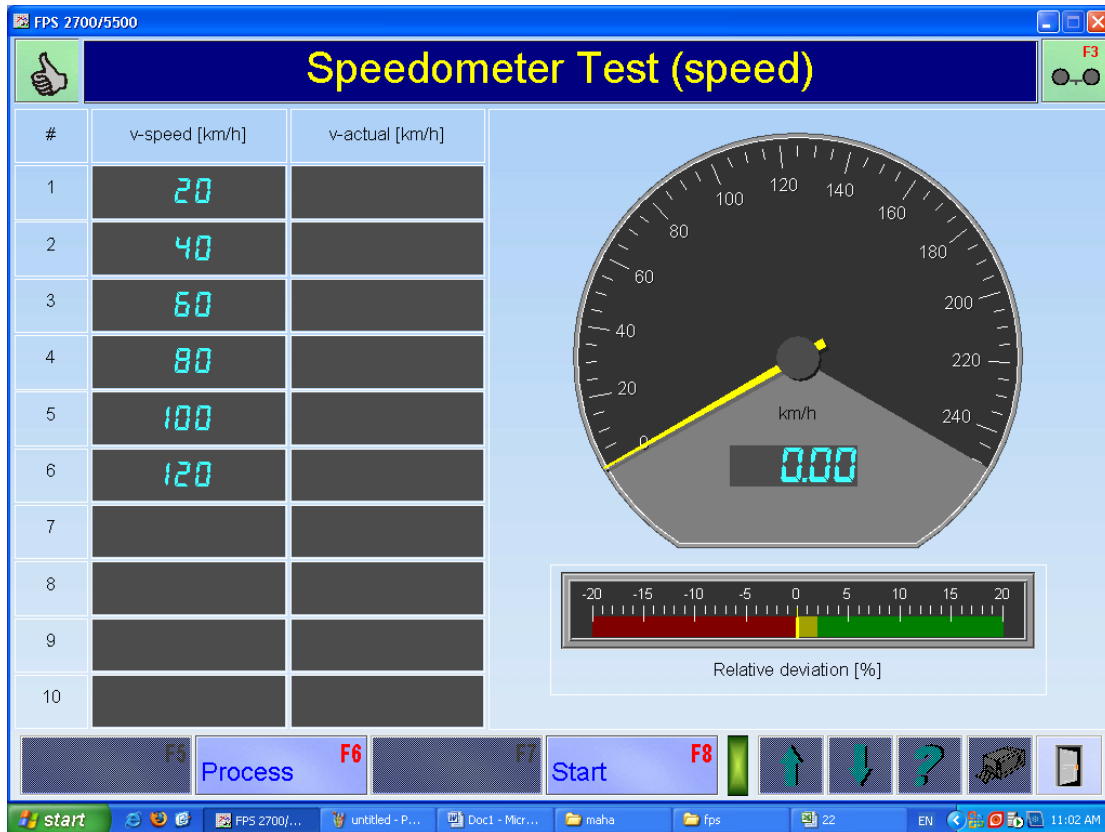 FPS 2700/5500
Speedometer Test (speed)
F3
# v-speed [km/h] v-actual [km/h]
1 20
2 40
3 60
4 80
5 100
6 120
7
8
9
10
0 20 40 60 80 100 120 140 160 180 200 220 240
km/h
0.00
-20 -15 -10 -5 0 5 10 15 20
Relative deviation [%]
F5
Process F6
F7
Start F8
start
FPS 2700/...
untitled - P...
Doc1 - Micr...
maha
fps
22
EN
11:02 AM